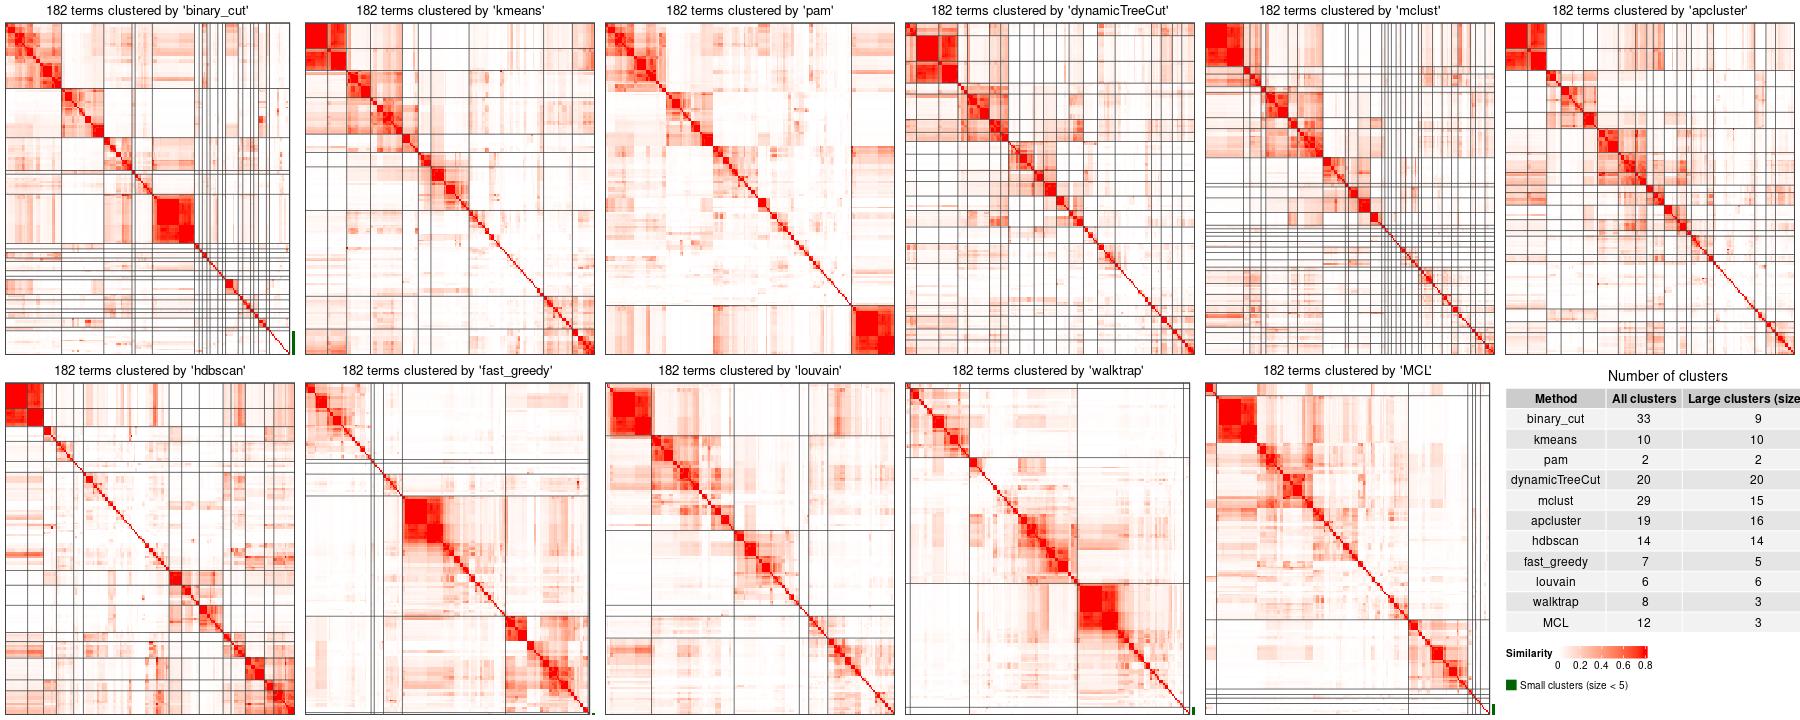 182 terms clustered by 'binary_cut'
182 terms clustered by 'kmeans'
182 terms clustered by 'pam'
182 terms clustered by 'dynamicTreeCut'
182 terms clustered by 'mclust'
182 terms clustered by 'apcluster'
182 terms clustered by 'hdbscan'
182 terms clustered by 'fast_greedy'
182 terms clustered by 'louvain'
182 terms clustered by 'walktrap'
182 terms clustered by 'MCL'
Number of clusters
Method All clusters Large clusters (size
binary_cut 33 9
kmeans 10 10
pam 2 2
dynamicTreeCut 20 20
mclust 29 15
apcluster 19 16
hdbscan 14 14
fast_greedy 7 5
louvain 6 6
walktrap 8 3
MCL 12 3
Similarity
0 0.2 0.4 0.6 0.8
Small clusters (size < 5)